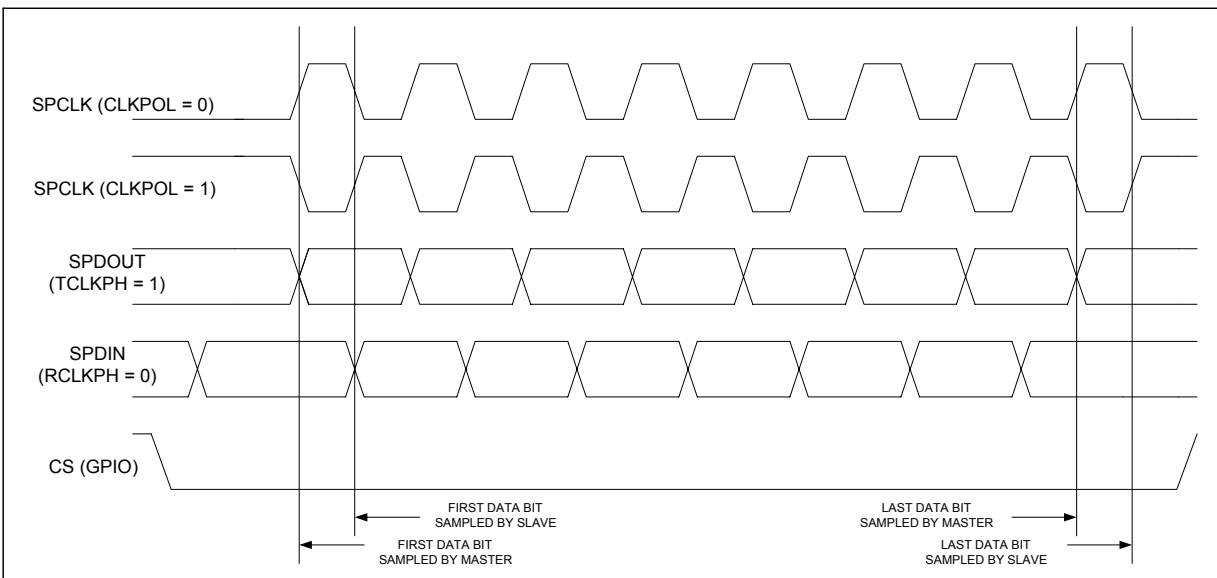 SPCLK (CLKPOL = 0)
SPCLK (CLKPOL = 1)
SPDOUT
(TCLKPH = 1)
SPDIN
(RCLKPH = 0)
CS (GPIO)
FIRST DATA BIT
SAMPLED BY SLAVE
LAST DATA BIT
SAMPLED BY MASTER
FIRST DATA BIT
SAMPLED BY MASTER
LAST DATA BIT
SAMPLED BY SLAVE